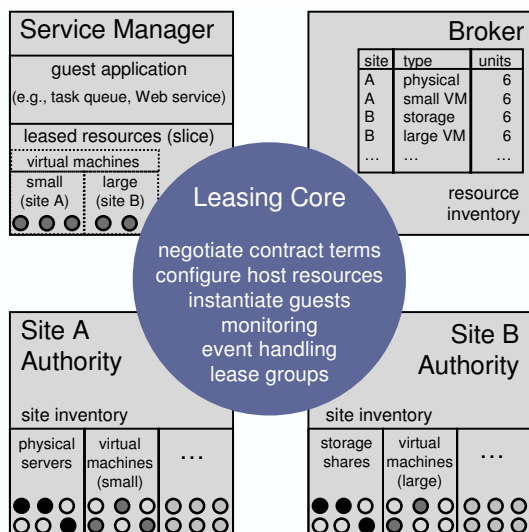 Service Manager
guest application
(e.g., task queue, Web service)
leased resources (slice)
virtual machines
small large
(site A) (site B)
Broker
site type units
A physical 6
A small VM 6
B storage 6
B large VM 6
... ... ...
resource
inventory
Leasing Core
negotiate contract terms
configure host resources
instantiate guests
monitoring
event handling
lease groups
Site A
Authority
site inventory
physical
servers
virtual
machines
(small)
...
Site B
Authority
site inventory
storage
shares
virtual
machines
(large)
...